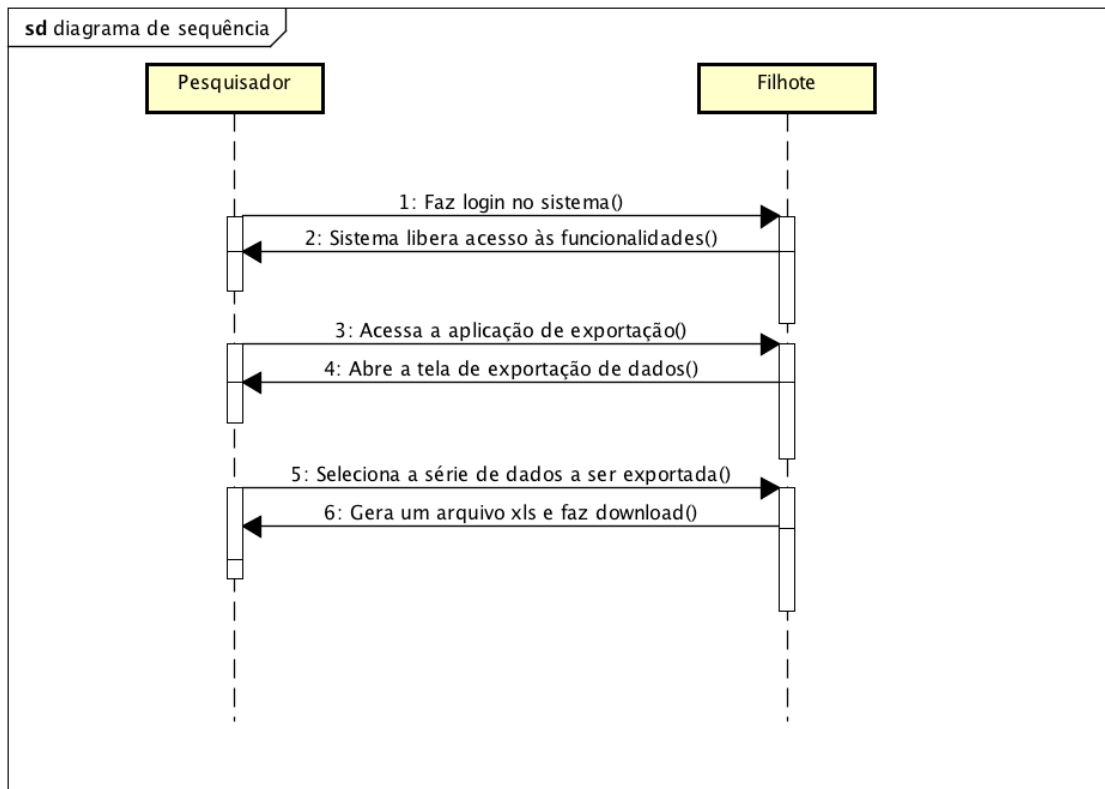 sd diagrama de sequência
Pesquisador
Filhote
1: Faz login no sistema()
2: Sistema libera acesso às funcionalidades()
3: Acessa a aplicação de exportação()
4: Abre a tela de exportação de dados()
5: Seleciona a série de dados a ser exportada()
6: Gera um arquivo xls e faz download()